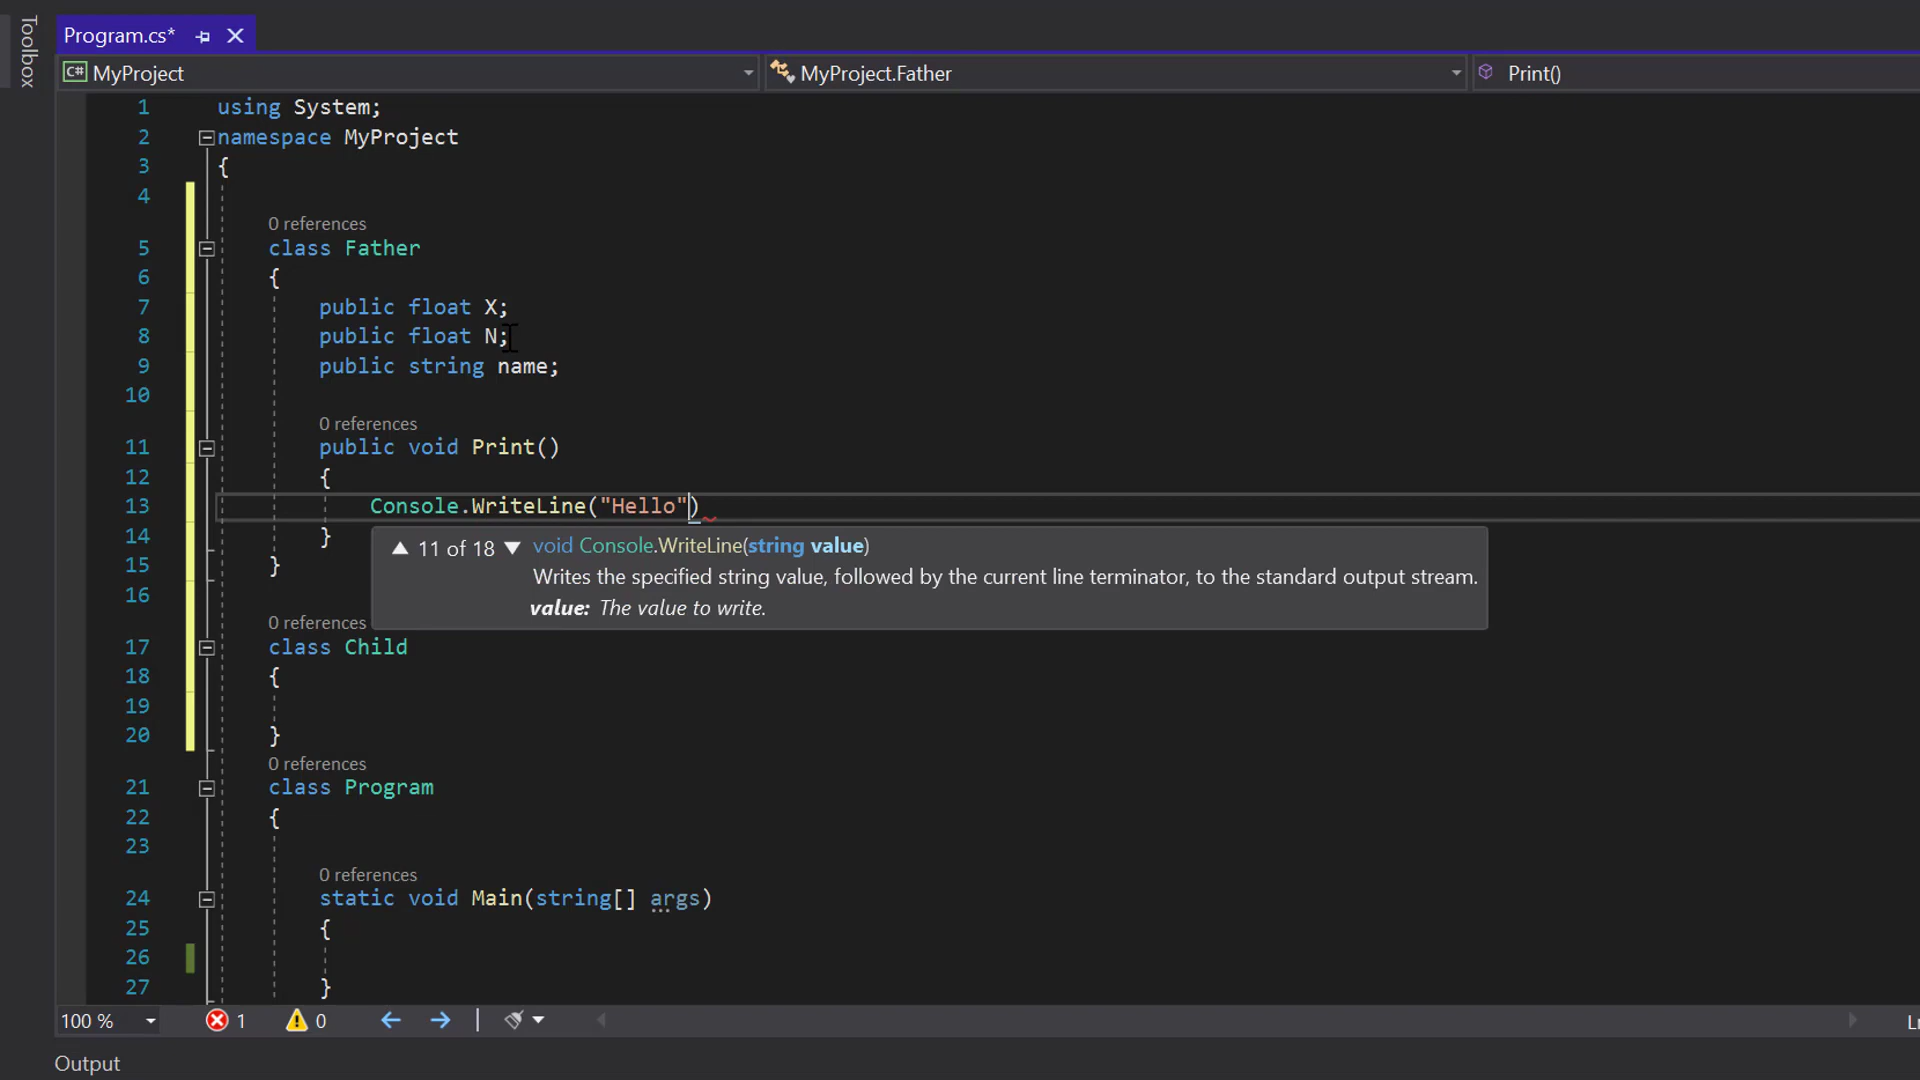 Toolbox
Program.cs*
C# MyProject
MyProject.Father
Print()
1 using System;
2 namespace MyProject
3 {
4
0 references
5 class Father
6 {
7 public float X;
8 public float N;
9 public string name;
10
0 references
11 public void Print()
12 {
13 Console.WriteLine("Hello")
14 }
11 of 18 void Console.WriteLine(string value)
Writes the specified string value, followed by the current line terminator, to the standard output stream.
value: The value to write.
15 }
16
0 references
17 class Child
18 {
19
20 }
0 references
21 class Program
22 {
23
0 references
24 static void Main(string[] args)
25 {
26
27 }
100 % 1 0
Output